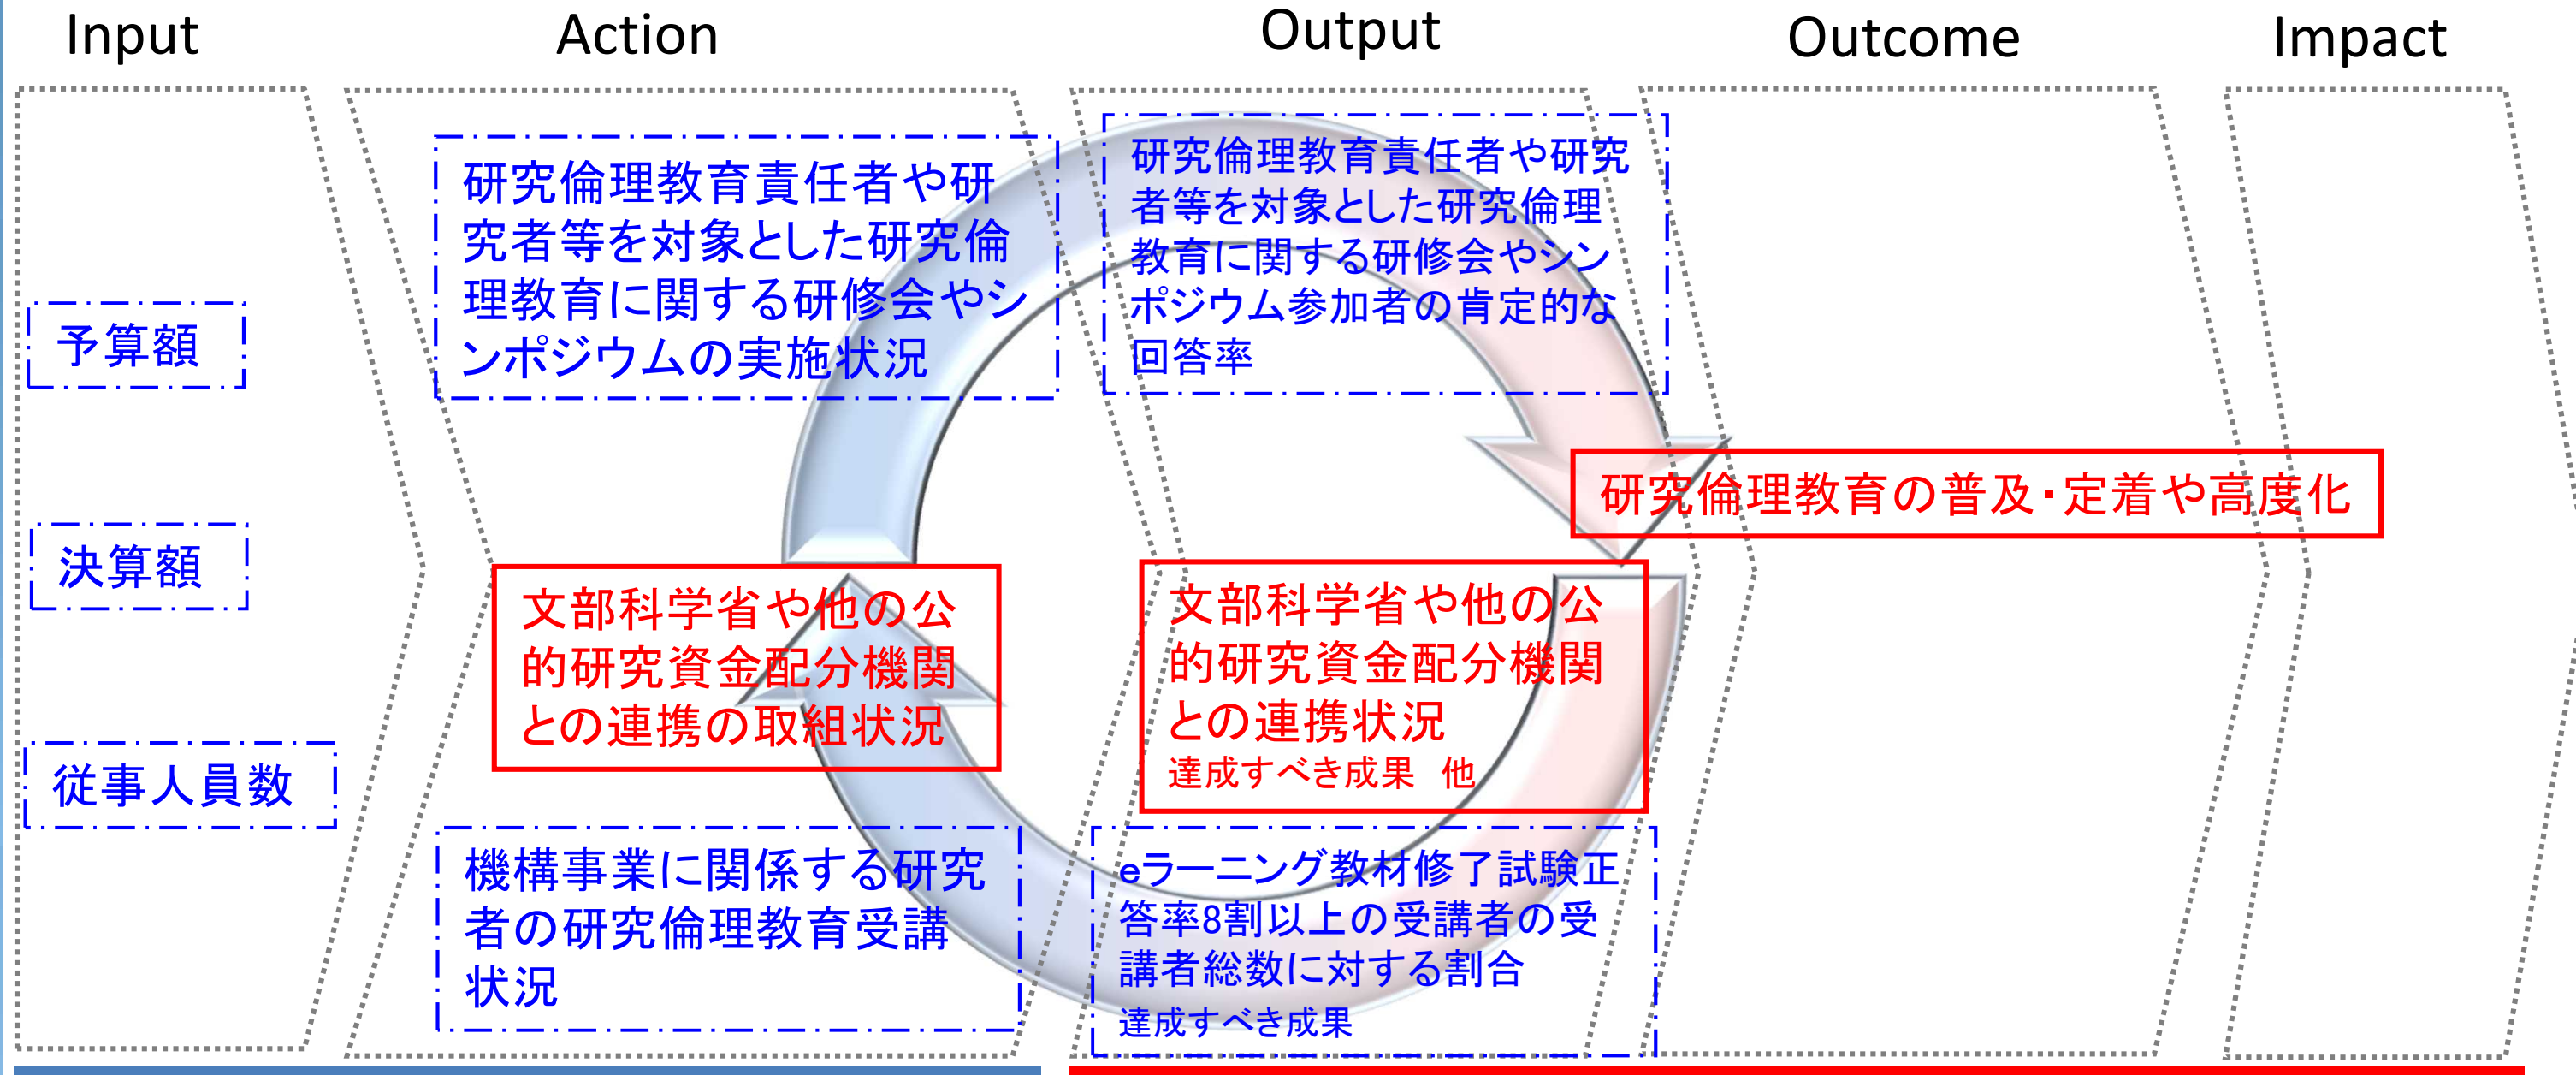 Input
Action
Output
Outcome
Impact
予算額
決算額
従事人員数
研究倫理教育責任者や研
究者等を対象とした研究倫
理教育に関する研修会やシ
ンポジウムの実施状況
文部科学省や他の公
的研究資金配分機関
との連携の取組状況
機構事業に関係する研究
者の研究倫理教育受講
状況
研究倫理教育責任者や研究
者等を対象とした研究倫理
教育に関する研修会やシン
ポジウム参加者の肯定的な
回答率
文部科学省や他の公
的研究資金配分機関
との連携状況
達成すべき成果　他
eラーニング教材修了試験正
答率8割以上の受講者の受
講者総数に対する割合
達成すべき成果
研究倫理教育の普及・定着や高度化